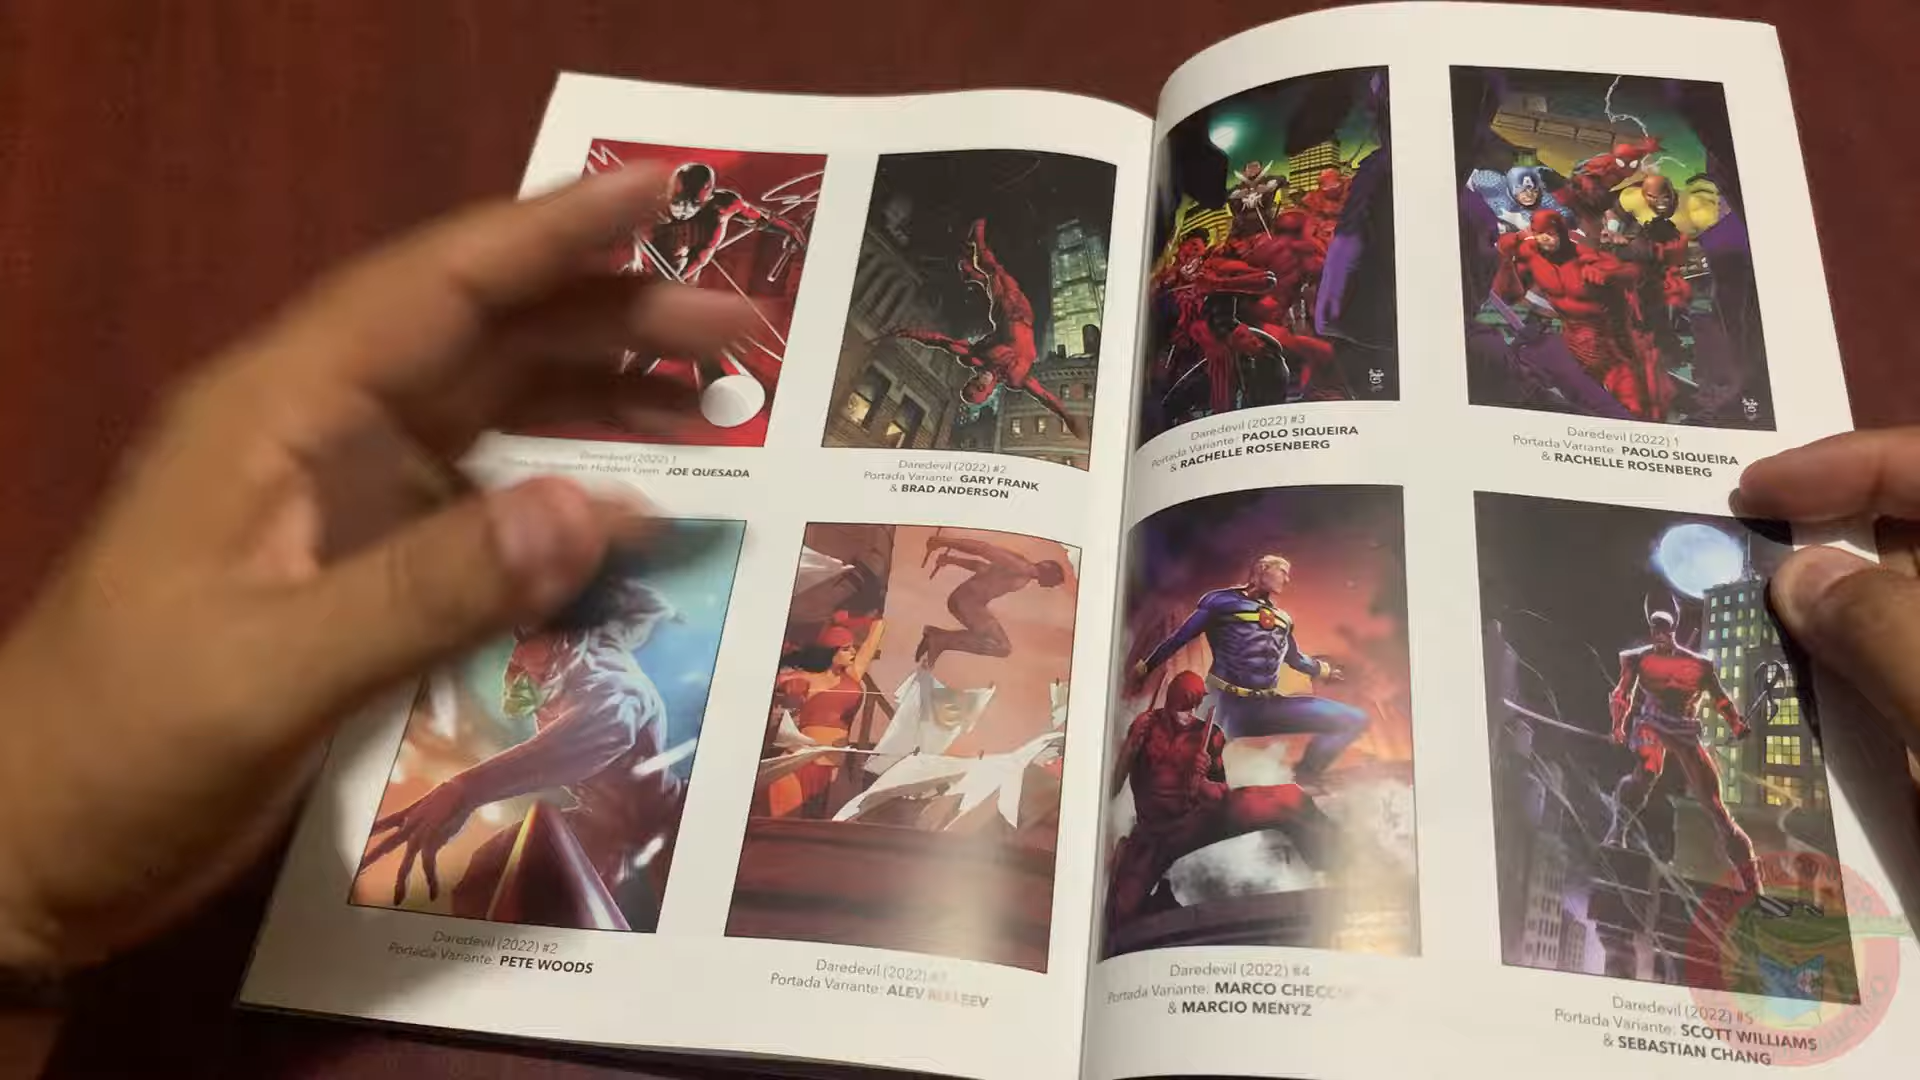 Daredevil (2022) 1
JOE QUESADA
Daredevil (2022) #2
Portada Variante: GARY FRANK
& BRAD ANDERSON
Daredevil (2022) #2
Portada Variante: PETE WOODS
Daredevil (2022)
Portada Variante: ALEV
Daredevil (2022) #3
Portada Variante: PAOLO SIQUEIRA
& RACHELLE ROSENBERG
Daredevil (2022) 1
Portada Variante: PAOLO SIQUEIRA
& RACHELLE ROSENBERG
Daredevil (2022) #4
Portada Variante: MARCO
& MARCIO MENYZ
Daredevil (2022) #5
Portada Variante: SCOTT WILLIAMS
& SEBASTIAN CHANG